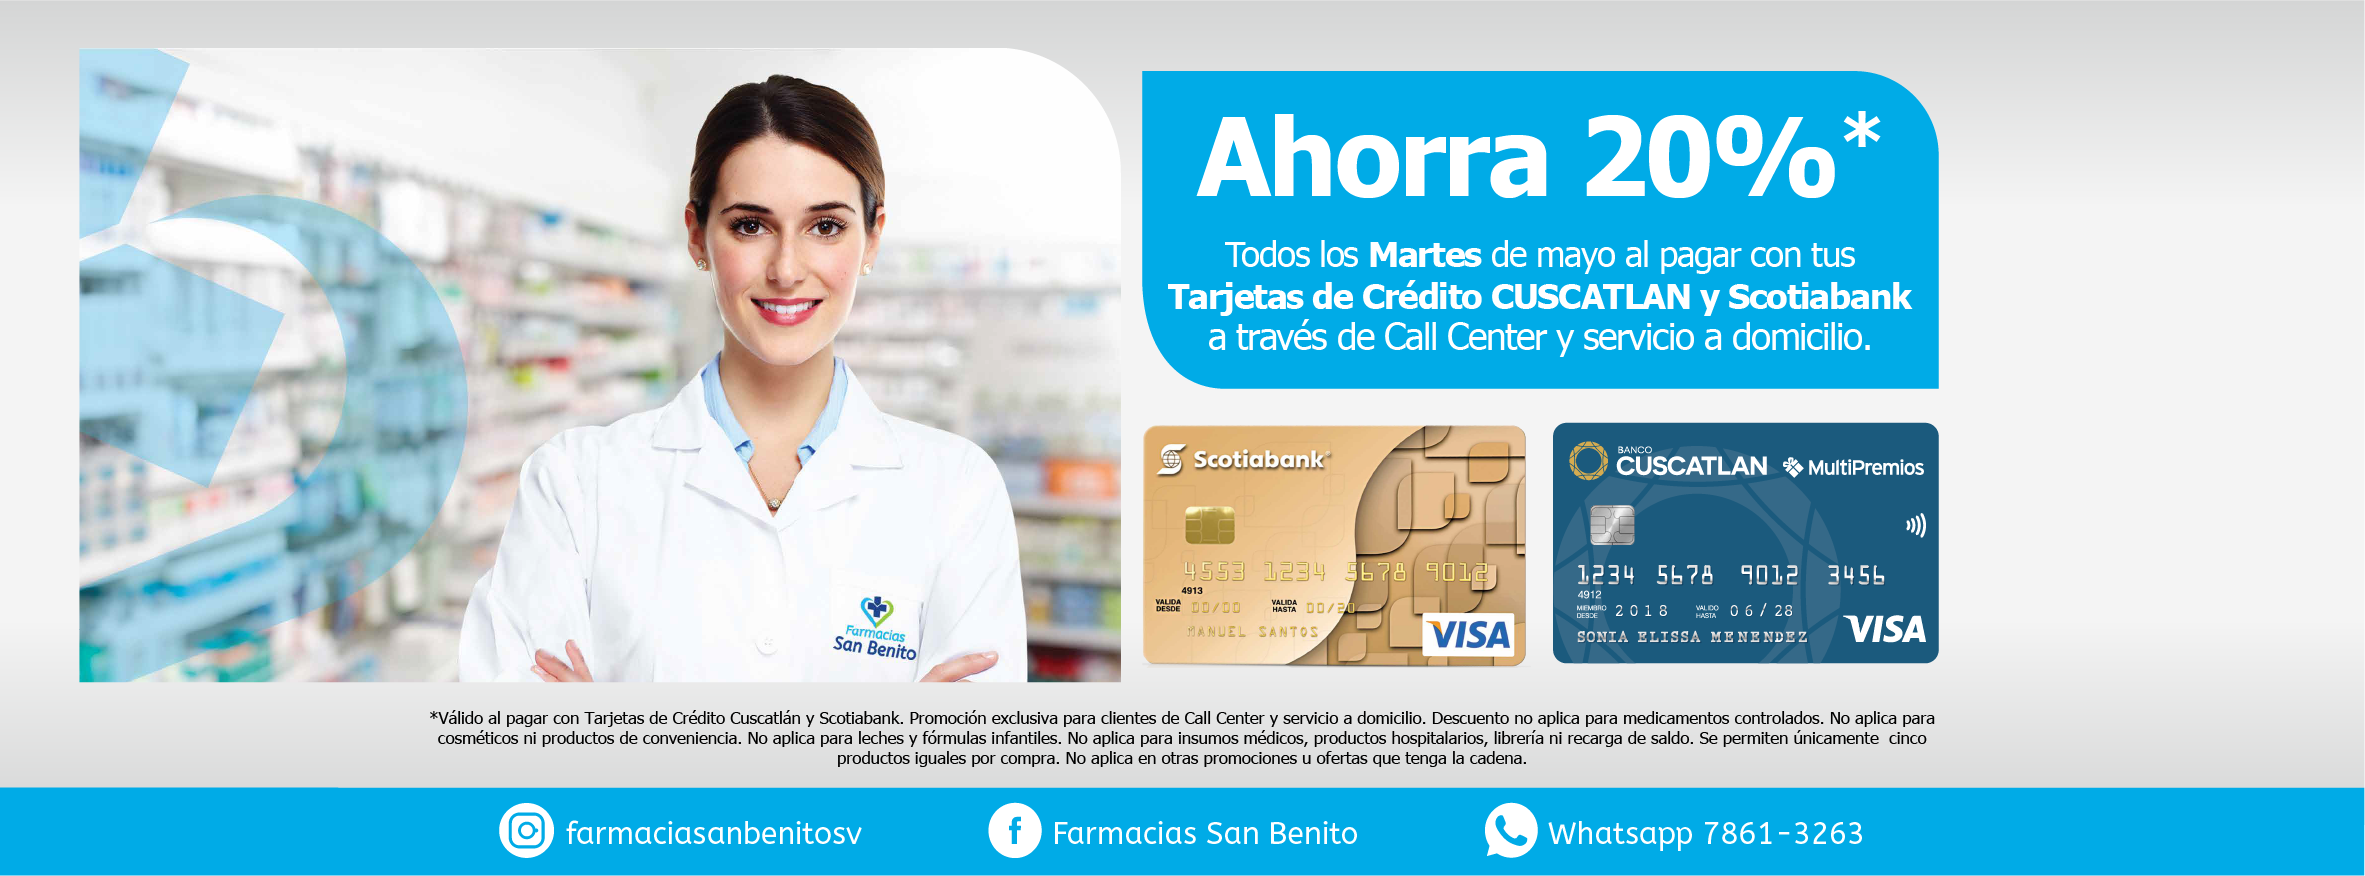 Ahorra 20%*
Todos los Martes de mayo al pagar con tus
Tarjetas de Crédito CUSCATLAN y Scotiabank
a través de Call Center y servicio a domicilio.
Farmacias
San Benito
Scotiabank
4553 1234 5678 9012
4913
VALIDA DESDE 00/00 VALIDA HASTA 00/20
MANUEL SANTOS
VISA
BANCO
CUSCATLAN MultiPremios
1234 5678 9012 3456
4912
MIEMBRO DESDE 2018 VALIDO HASTA 06/28
SONIA ELISSA MENENDEZ
VISA
*Válido al pagar con Tarjetas de Crédito Cuscatlán y Scotiabank. Promoción exclusiva para clientes de Call Center y servicio a domicilio. Descuento no aplica para medicamentos controlados. No aplica para
cosméticos ni productos de conveniencia. No aplica para leches y fórmulas infantiles. No aplica para insumos médicos, productos hospitalarios, librería ni recarga de saldo. Se permiten únicamente cinco
productos iguales por compra. No aplica en otras promociones u ofertas que tenga la cadena.
farmaciasanbenitosv
Farmacias San Benito
Whatsapp 7861-3263